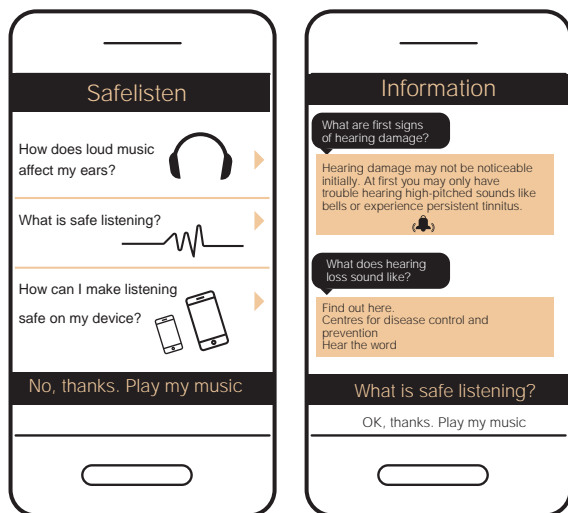 Safelisten
How does loud music
affect my ears?
What is safe listening?
How can I make listening
safe on my device?
No, thanks. Play my music
Information
What are first signs
of hearing damage?
Hearing damage may not be noticeable
initially. At first you may only have
trouble hearing high-pitched sounds like
bells or experience persistent tinnitus.
What does hearing
loss sound like?
Find out here.
Centres for disease control and
prevention
Hear the word
What is safe listening?
OK, thanks. Play my music